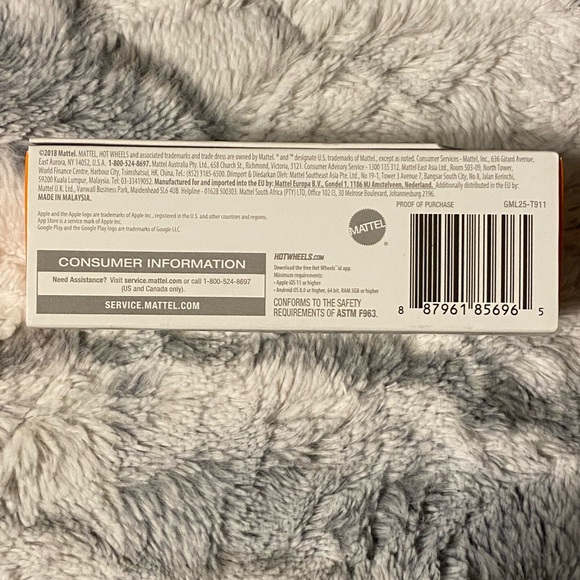 ©2018 Mattel. MATTEL, HOT WHEELS and associated trademarks and trade dress are owned by Mattel. ® and ™ designate U.S. trademarks of Mattel, except as noted. Consumer Services - Mattel, Inc., 636 Girard Avenue,
East Aurora, NY 14052, U.S.A. 1-800-524-8697. Mattel Australia Pty. Ltd., 658 Church St., Richmond, Victoria, 3121. Consumer Advisory Service - 1300 135 312. Mattel East Asia Ltd., Room 503-09, North Tower,
World Finance Centre, Harbour City, Tsimshatsui, HK, China. Tel.: (852) 3185-6500. Diimport & Diedarkan Oleh: Mattel Southeast Asia Pte. Ltd., No 19-1, Tower 3 Avenue 7, Bangsar South City, No 8, Jalan Kerinchi,
59200 Kuala Lumpur, Malaysia. Tel: 03-33419052. Manufactured for and imported into the EU by: Mattel Europa B.V., Gondel 1, 1186 MJ Amstelveen, Nederland. Additionally distributed in the EU by:
Mattel U.K. Ltd., Vanwall Business Park, Maidenhead SL6 4UB. Helpline - 01628 500303. Mattel South Africa (PTY) LTD, Office 102 I3, 30 Melrose Boulevard, Johannesburg 2196.
MADE IN MALAYSIA.
Apple and the Apple logo are trademarks of Apple Inc., registered in the U.S. and other countries and regions.
App Store is a service mark of Apple Inc.
Google Play and the Google Play logo are trademarks of Google LLC.
PROOF OF PURCHASE
GML25-T911
MATTEL
®
CONSUMER INFORMATION
Need Assistance? Visit service.mattel.com or call 1-800-524-8697
(US and Canada only).
SERVICE.MATTEL.COM
HOTWHEELS.COM
Download the free Hot Wheels™ id app.
Minimum requirements:
• Apple iOS 11 or higher
• Android OS 8.0 or higher, 64-bit, RAM 3GB or higher
CONFORMS TO THE SAFETY
REQUIREMENTS OF ASTM F963.
8 87961 85696 5